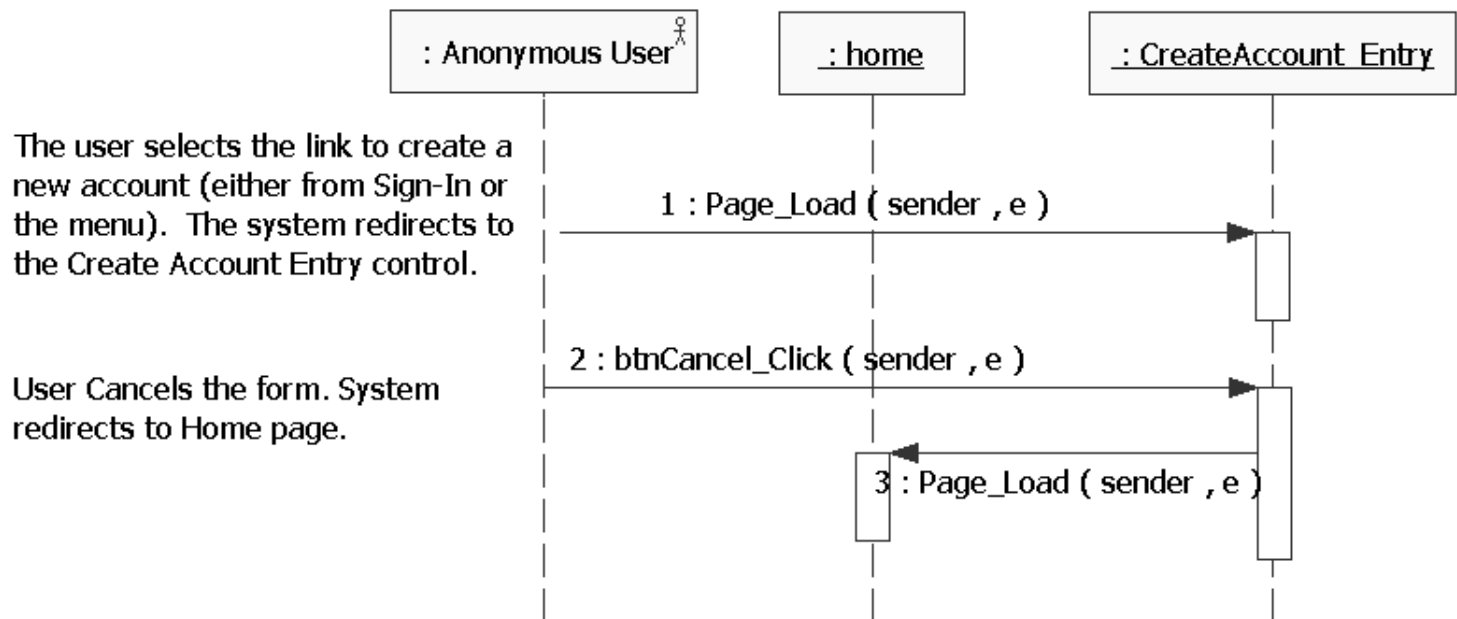 : Anonymous User
: home
: CreateAccount_Entry
The user selects the link to create a
new account (either from Sign-In or
the menu).  The system redirects to
the Create Account Entry control.
1 : Page_Load ( sender , e )
2 : btnCancel_Click ( sender , e )
User Cancels the form. System
redirects to Home page.
3 : Page_Load ( sender , e )